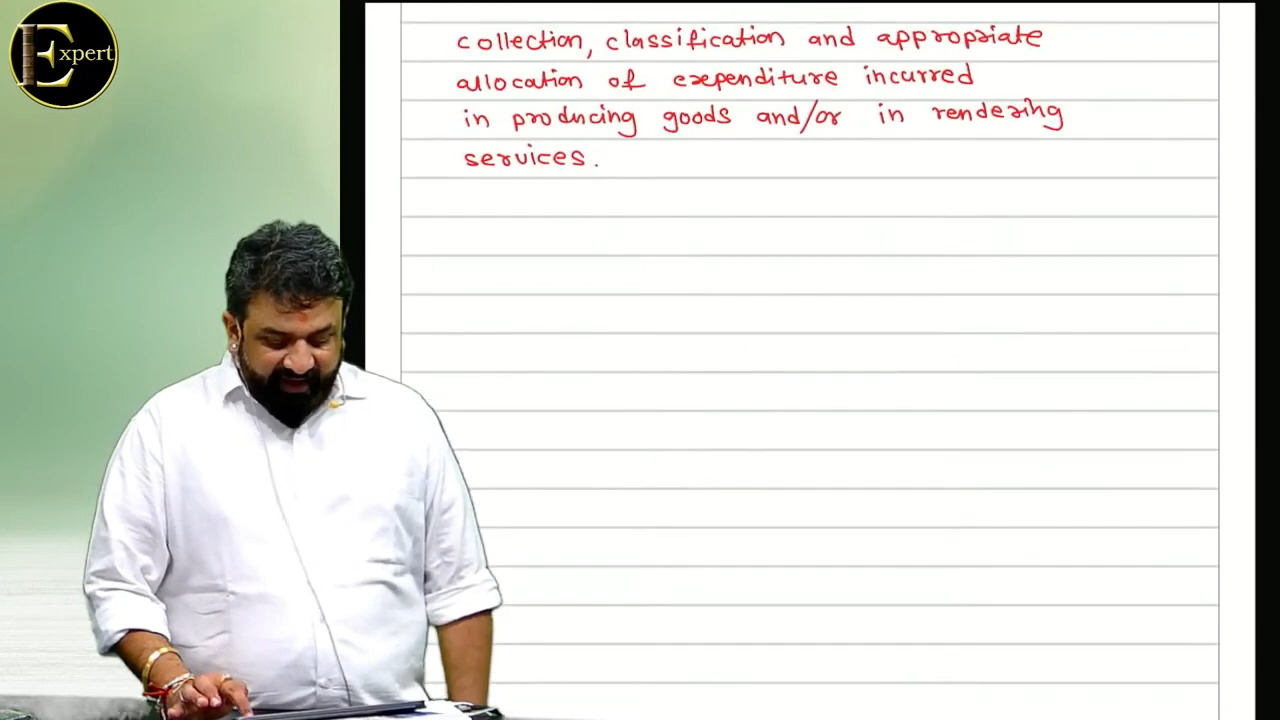 Expert
collection, classification and appropriate
allocation of expenditure incurred
in producing goods and/or in rendering
services.